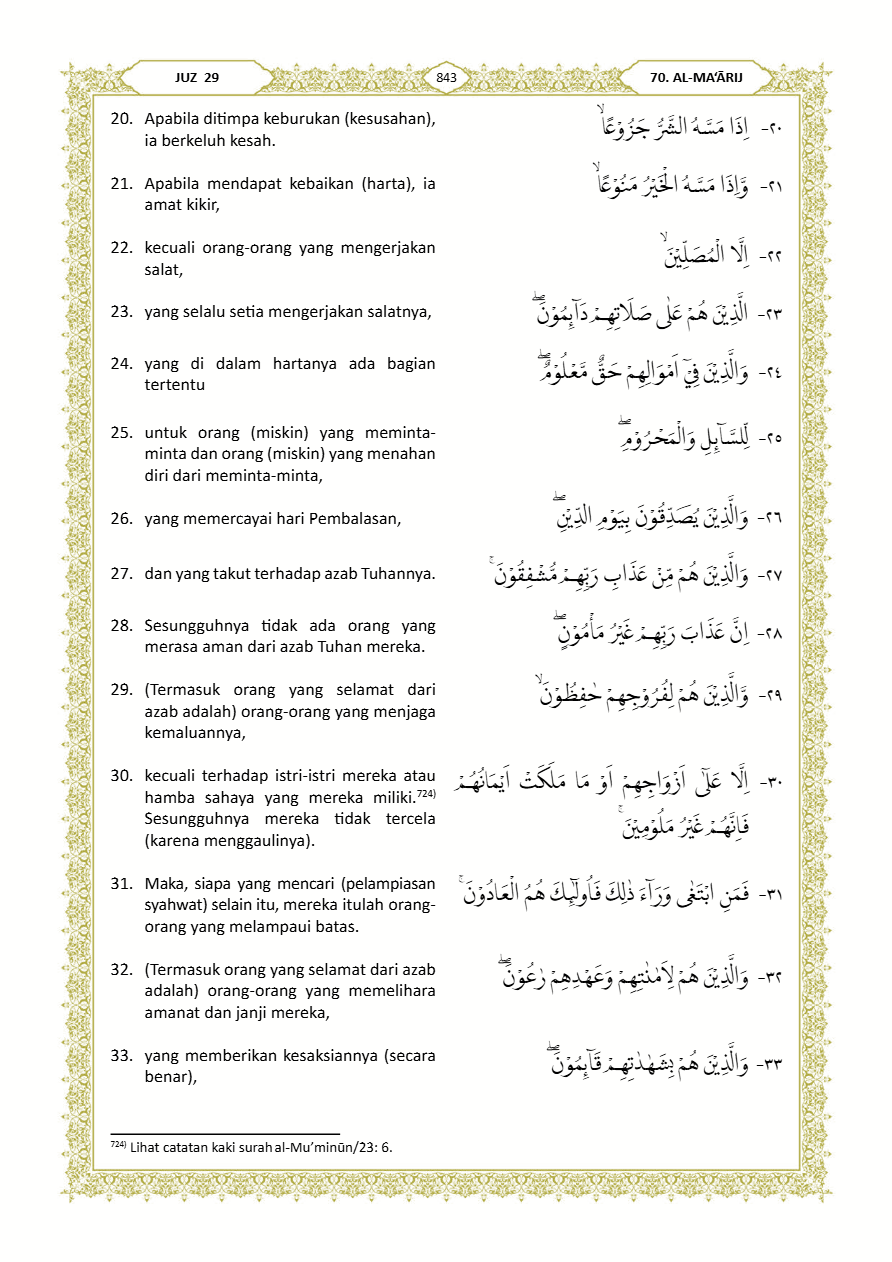 JUZ 29
843
70. AL-MA‘ĀRIJ
20. Apabila ditimpa keburukan (kesusahan),
ia berkeluh kesah.
٢٠- اِذَا مَسَّهُ الشَّرُّ جَزُوْعًاۙ
21. Apabila mendapat kebaikan (harta), ia
amat kikir,
٢١- وَّاِذَا مَسَّهُ الْخَيْرُ مَنُوْعًاۙ
22. kecuali orang-orang yang mengerjakan
salat,
٢٢- اِلَّا الْمُصَلِّيْنَۙ
23. yang selalu setia mengerjakan salatnya,
٢٣- الَّذِيْنَ هُمْ عَلٰى صَلَاتِهِمْ دَاۤىِٕمُوْنَۖ
24. yang di dalam hartanya ada bagian
tertentu
٢٤- وَالَّذِيْنَ فِيْٓ اَمْوَالِهِمْ حَقٌّ مَّعْلُوْمٌۖ
25. untuk orang (miskin) yang meminta-
minta dan orang (miskin) yang menahan
diri dari meminta-minta,
٢٥- لِّلسَّاۤىِٕلِ وَالْمَحْرُوْمِۖ
26. yang memercayai hari Pembalasan,
٢٦- وَالَّذِيْنَ يُصَدِّقُوْنَ بِيَوْمِ الدِّيْنِۖ
27. dan yang takut terhadap azab Tuhannya.
٢٧- وَالَّذِيْنَ هُمْ مِّنْ عَذَابِ رَبِّهِمْ مُّشْفِقُوْنَۚ
28. Sesungguhnya tidak ada orang yang
merasa aman dari azab Tuhan mereka.
٢٨- اِنَّ عَذَابَ رَبِّهِمْ غَيْرُ مَأْمُوْنٍۖ
29. (Termasuk orang yang selamat dari
azab adalah) orang-orang yang menjaga
kemaluannya,
٢٩- وَّالَّذِيْنَ هُمْ لِفُرُوْجِهِمْ حٰفِظُوْنَۙ
30. kecuali terhadap istri-istri mereka atau
hamba sahaya yang mereka miliki.⁷²⁴⁾
Sesungguhnya mereka tidak tercela
(karena menggaulinya).
٣٠- اِلَّا عَلٰٓى اَزْوَاجِهِمْ اَوْ مَا مَلَكَتْ اَيْمَانُهُمْ
فَاِنَّهُمْ غَيْرُ مَلُوْمِيْنَۚ
31. Maka, siapa yang mencari (pelampiasan
syahwat) selain itu, mereka itulah orang-
orang yang melampaui batas.
٣١- فَمَنِ ابْتَغٰى وَرَاۤءَ ذٰلِكَ فَاُولٰۤىِٕكَ هُمُ الْعَادُوْنَۚ
32. (Termasuk orang yang selamat dari azab
adalah) orang-orang yang memelihara
amanat dan janji mereka,
٣٢- وَالَّذِيْنَ هُمْ لِاَمٰنٰتِهِمْ وَعَهْدِهِمْ رٰعُوْنَۖ
33. yang memberikan kesaksiannya (secara
benar),
٣٣- وَالَّذِيْنَ هُمْ بِشَهٰدٰتِهِمْ قَاۤىِٕمُوْنَۖ
⁷²⁴⁾ Lihat catatan kaki surah al-Mu’minūn/23: 6.